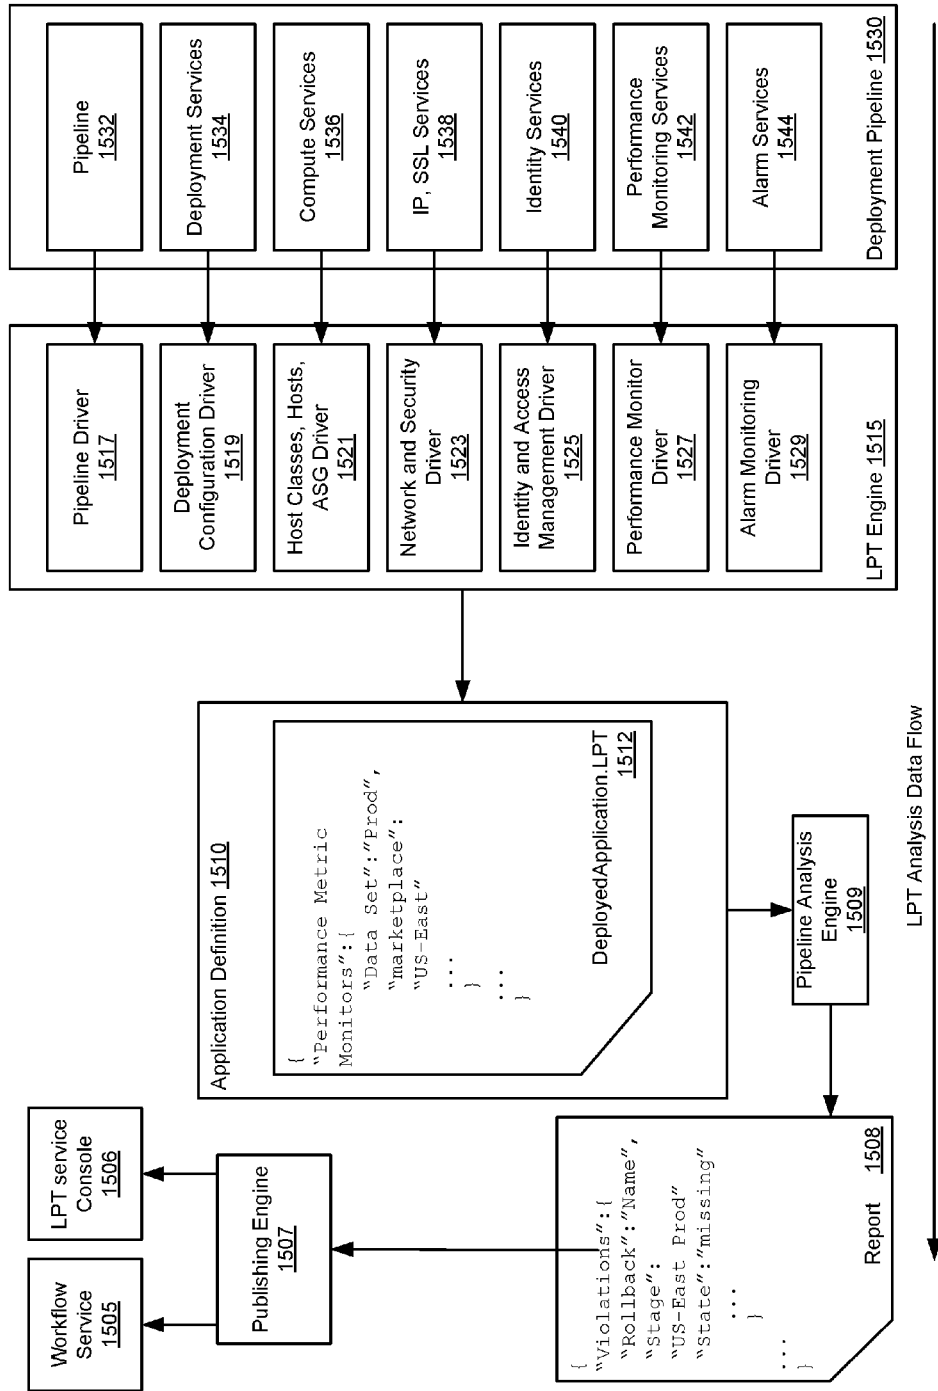 Workflow
Service
1505
LPT service
Console
1506
Publishing Engine
1507
{
“Violations”:{
“Rollback”:“Name”,
“Stage”:
“US-East Prod”
“State”:“missing”
...
}
...
}
Report 1508
Application Definition 1510
{
“Performance Metric
Monitors”:{
“Data Set”:“Prod”,
“marketplace”:
“US-East”
...
}
...
}
DeployedApplication.LPT
1512
Pipeline Analysis
Engine
1509
Pipeline Driver
1517
Deployment
Configuration Driver
1519
Host Classes, Hosts,
ASG Driver
1521
Network and Security
Driver
1523
Identity and Access
Management Driver
1525
Performance Monitor
Driver
1527
Alarm Monitoring
Driver
1529
LPT Engine 1515
Pipeline
1532
Deployment Services
1534
Compute Services
1536
IP, SSL Services
1538
Identity Services
1540
Performance
Monitoring Services
1542
Alarm Services
1544
Deployment Pipeline 1530
LPT Analysis Data Flow